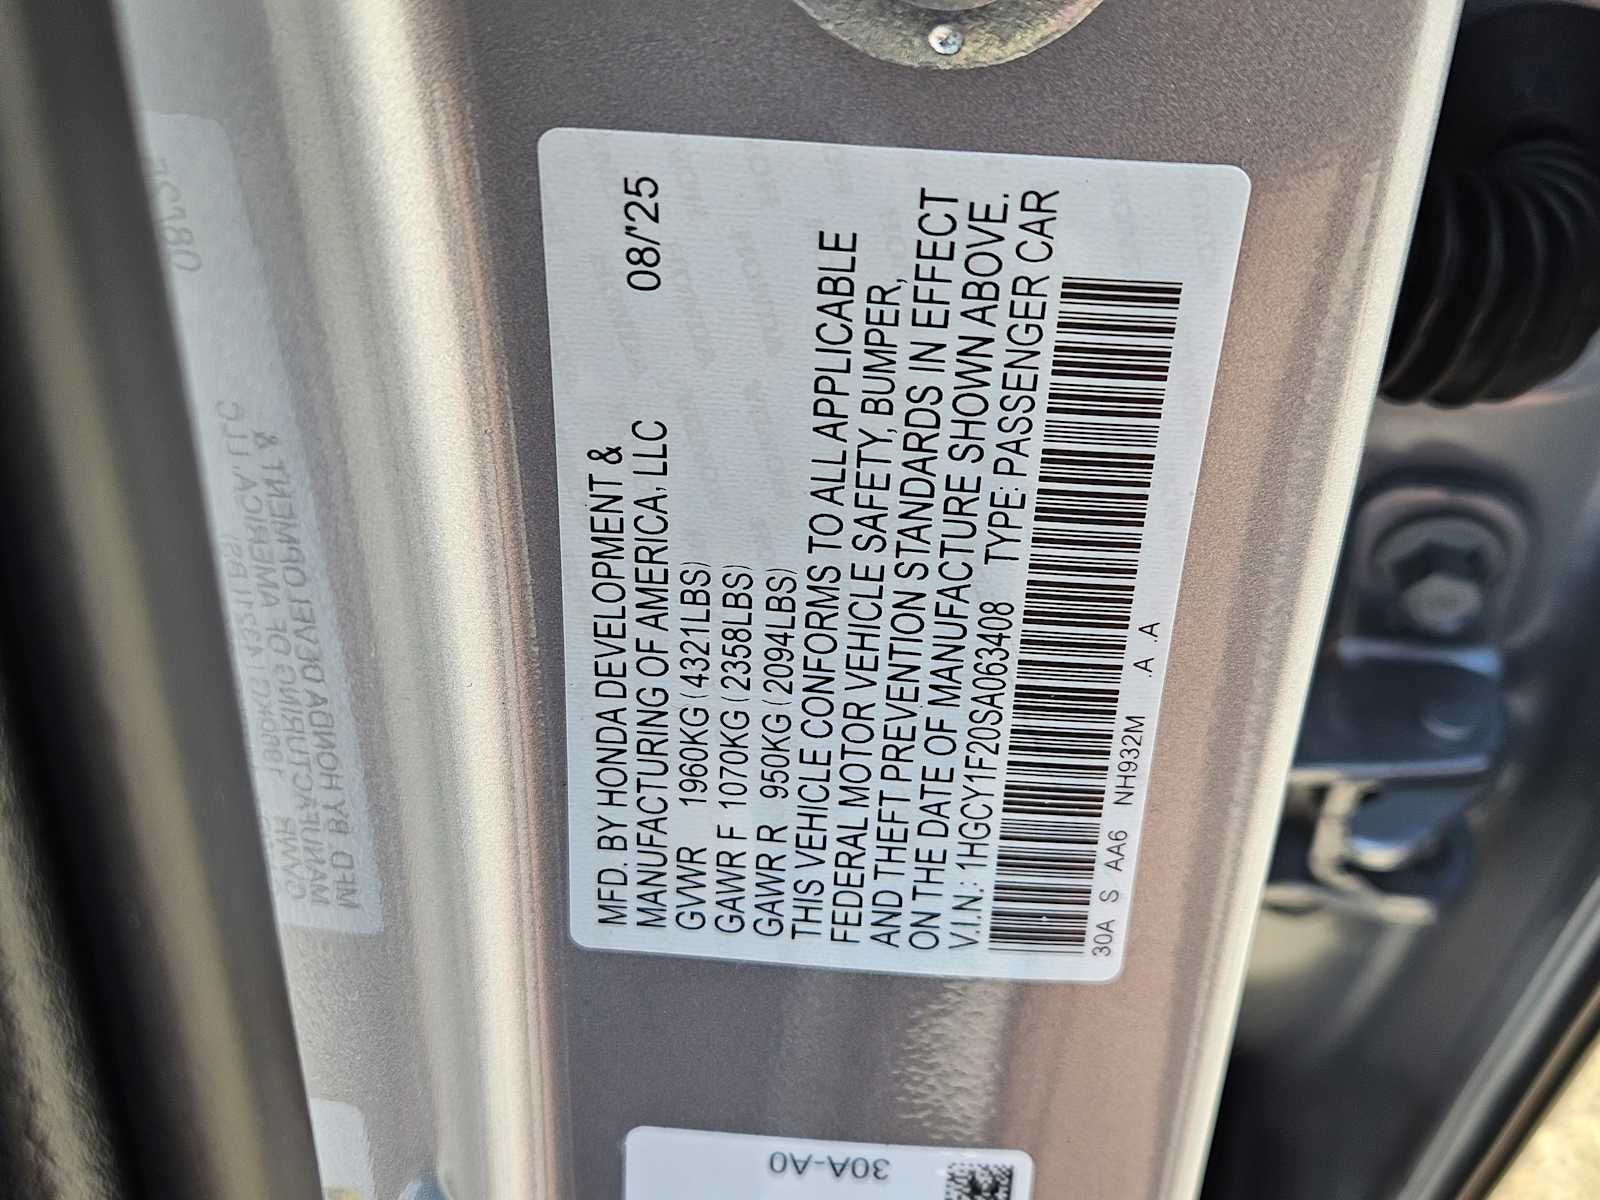 MFD. BY HONDA DEVELOPMENT &
MANUFACTURING OF AMERICA. LLC 08/'25
GVWR 1960KG (4321LBS)
GAWR F 1070KG (2358LBS)
GAWR R 950KG (2094LBS)
THIS VEHICLE CONFORMS TO ALL APPLICABLE
FEDERAL MOTOR VEHICLE SAFETY, BUMPER,
AND THEFT PREVENTION STANDARDS IN EFFECT
ON THE DATE OF MANUFACTURE SHOWN ABOVE.
V.I.N.: 1HGCY1F20SA063408 TYPE: PASSENGER CAR
30A S AA6 NH932M .A .A
30A-A0